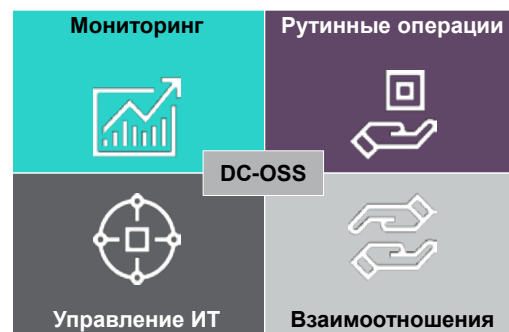 Мониторинг
Рутинные операции
DC-OSS
Управление ИТ
Взаимоотношения